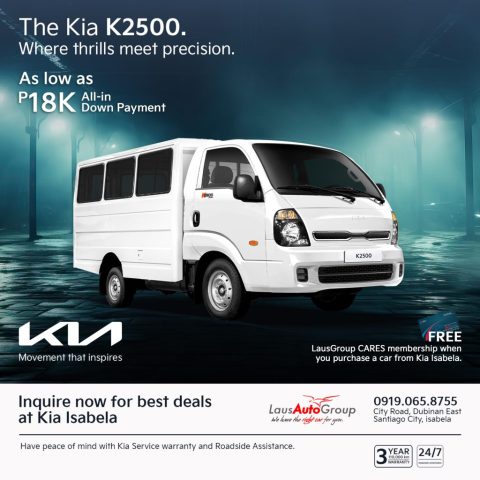 The Kia K2500.
Where thrills meet precision.
As low as
₱18K All-in
Down Payment
K2500
KIA
Movement that inspires
FREE
LausGroup CARES membership when
you purchase a car from Kia Isabela.
Inquire now for best deals
at Kia Isabela
LausAutoGroup
We have the right car for you.
0919.065.8755
City Road, Dubinan East
Santiago City, isabela
Have peace of mind with Kia Service warranty and Roadside Assistance.
3 YEAR
WARRANTY
24/7